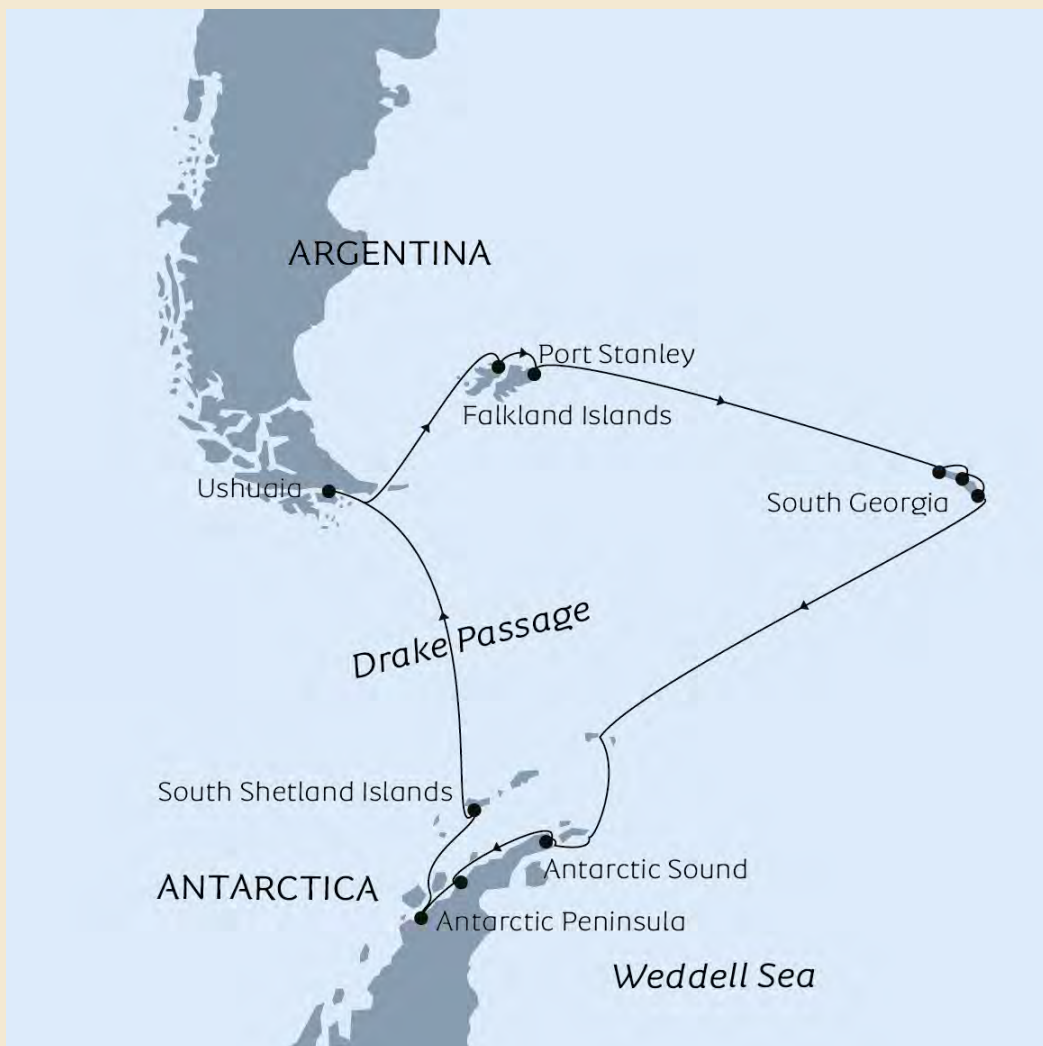 ARGENTINA
Port Stanley
Falkland Islands
Ushuaia
South Georgia
Drake Passage
South Shetland Islands
Antarctic Sound
ANTARCTICA
Antarctic Peninsula
Weddell Sea